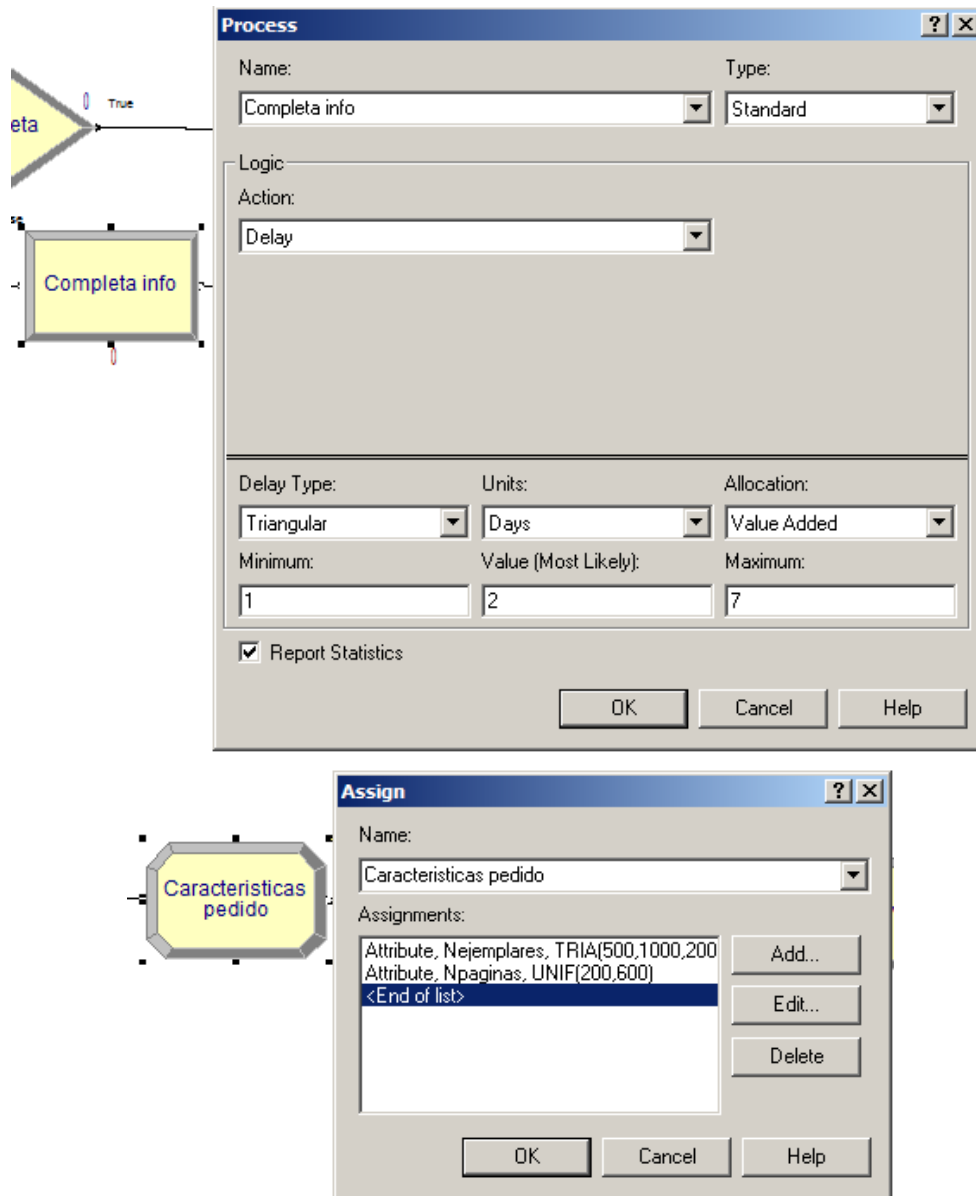 Process
Name:
Type:
Completa info
Standard
True
eta
Logic
Action:
Delay
Completa info
Delay Type:
Units:
Allocation:
Triangular
Days
Value Added
Minimum:
Value (Most Likely):
Maximum:
1
2
7
Report Statistics
OK
Cancel
Help
Assign
Name:
Caracteristicas pedido
Caracteristicas
pedido
Assignments:
Attribute, Nejemplares, TRIA(500,1000,200
Attribute, Npaginas, UNIF(200,600)
<End of list>
Add...
Edit...
Delete
OK
Cancel
Help